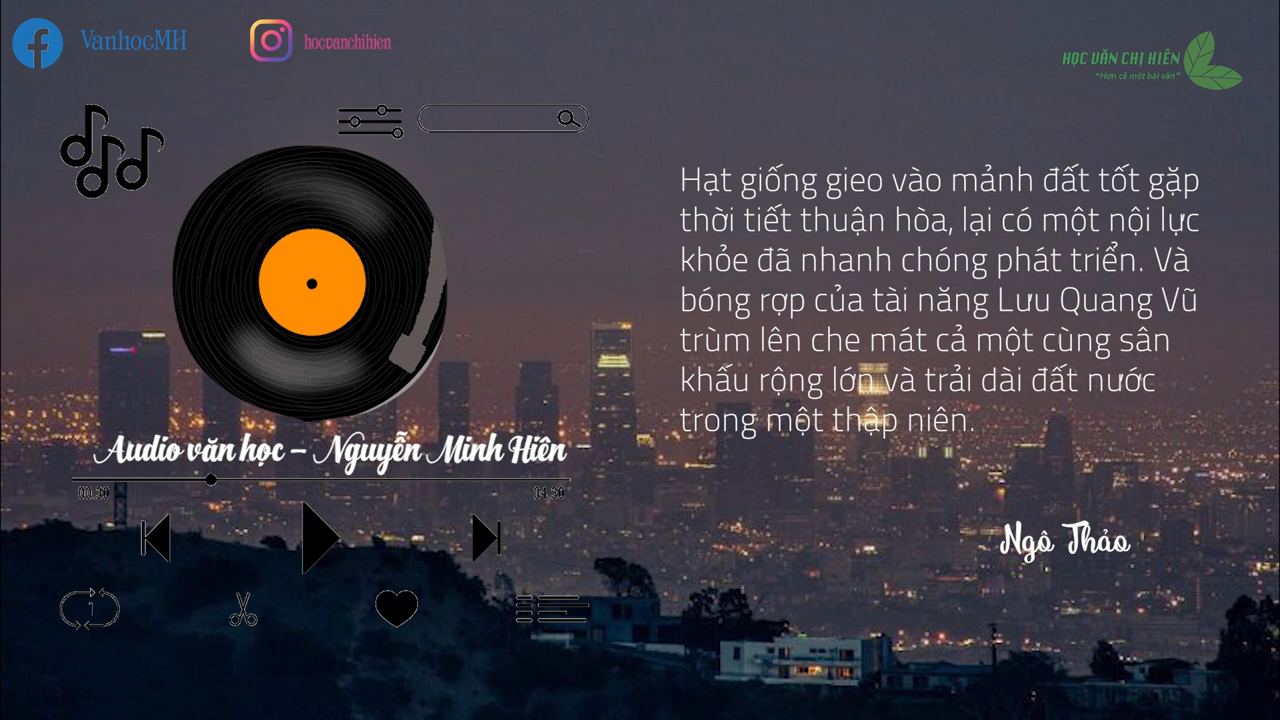 VanhocMH
hocvanchihien
HỌC VĂN CHỊ HIÊN
"Hơn cả một bài văn"
Hạt giống gieo vào mảnh đất tốt gặp
thời tiết thuận hòa, lại có một nội lực
khỏe đã nhanh chóng phát triển. Và
bóng rợp của tài năng Lưu Quang Vũ
trùm lên che mát cả một cùng sân
khấu rộng lớn và trải dài đất nước
trong một thập niên.
Audio văn học – Nguyễn Minh Hiên –
00:30
04:30
Ngô Thảo
1